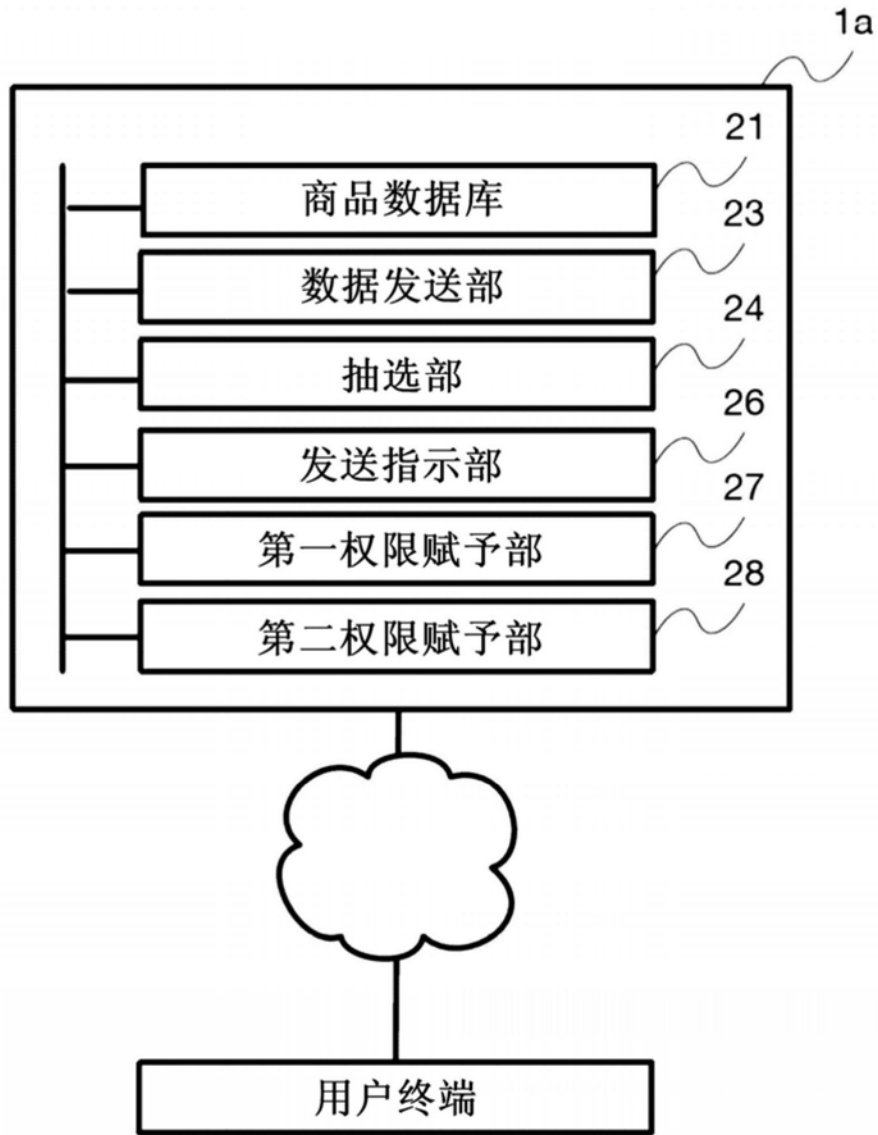 1a
21
商品数据库
23
数据发送部
24
抽选部
26
发送指示部
27
第一权限赋予部
28
第二权限赋予部
用户终端